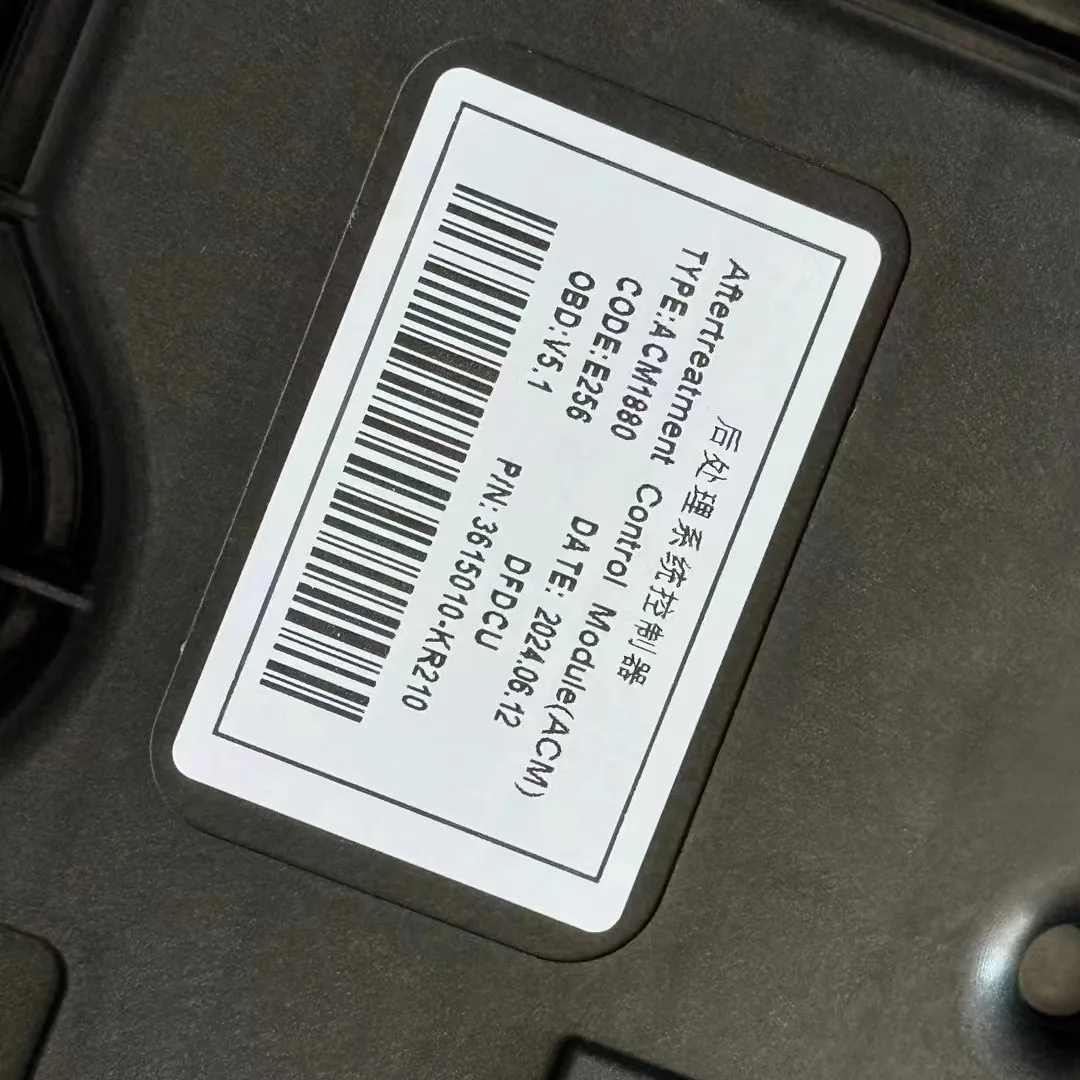 后处理系统控制器
Aftertreatment Control Module(ACM)
TYPE:ACM1880 DATE: 2024.06.12
CODE:E256 DFDCU
OBD:V5.1 P/N: 3615010-KR210